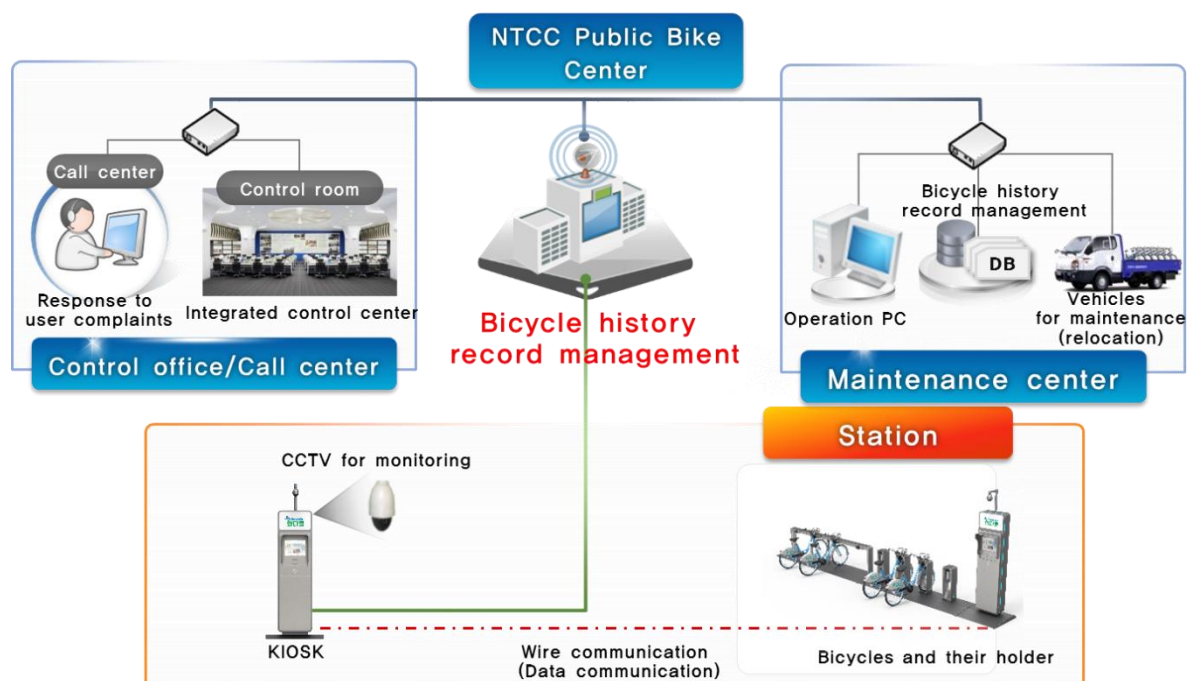 NTCC Public Bike
Center
Call center
Control room
Response to
user complaints
Integrated control center
Control office/Call center
Bicycle history
record management
Bicycle history
record management
DB
Operation PC
Vehicles
for maintenance
(relocation)
Maintenance center
Station
CCTV for monitoring
KIOSK
Wire communication
(Data communication)
Bicycles and their holder